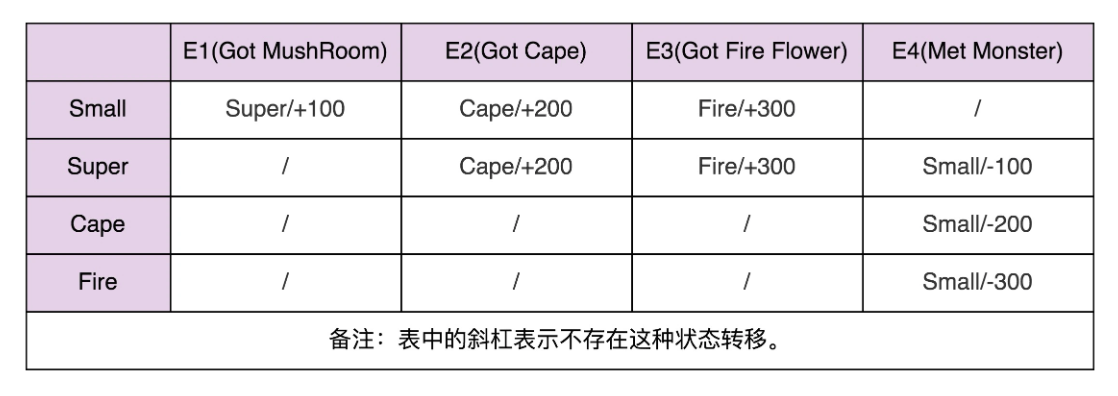 E1(Got MushRoom) E2(Got Cape) E3(Got Fire Flower) E4(Met Monster)
Small Super/+100 Cape/+200 Fire/+300 /
Super / Cape/+200 Fire/+300 Small/-100
Cape / / / Small/-200
Fire / / / Small/-300
备注：表中的斜杠表示不存在这种状态转移。